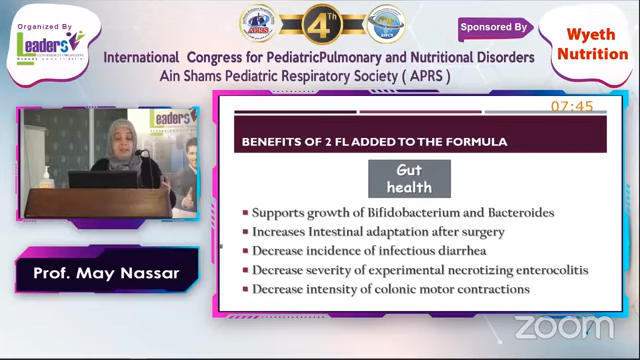 Organized By
Leaders
4Th
APRS
Sponsored By
Wyeth
Nutrition
International Congress for PediatricPulmonary and Nutritional Disorders
Ain Shams Pediatric Respiratory Society ( APRS )
07:45
Leaders
BENEFITS OF 2 FL ADDED TO THE FORMULA
Gut
health
Supports growth of Bifidobacterium and Bacteroides
Increases Intestinal adaptation after surgery
Decrease incidence of infectious diarrhea
Decrease severity of experimental necrotizing enterocolitis
Decrease intensity of colonic motor contractions
Prof. May Nassar
zoom